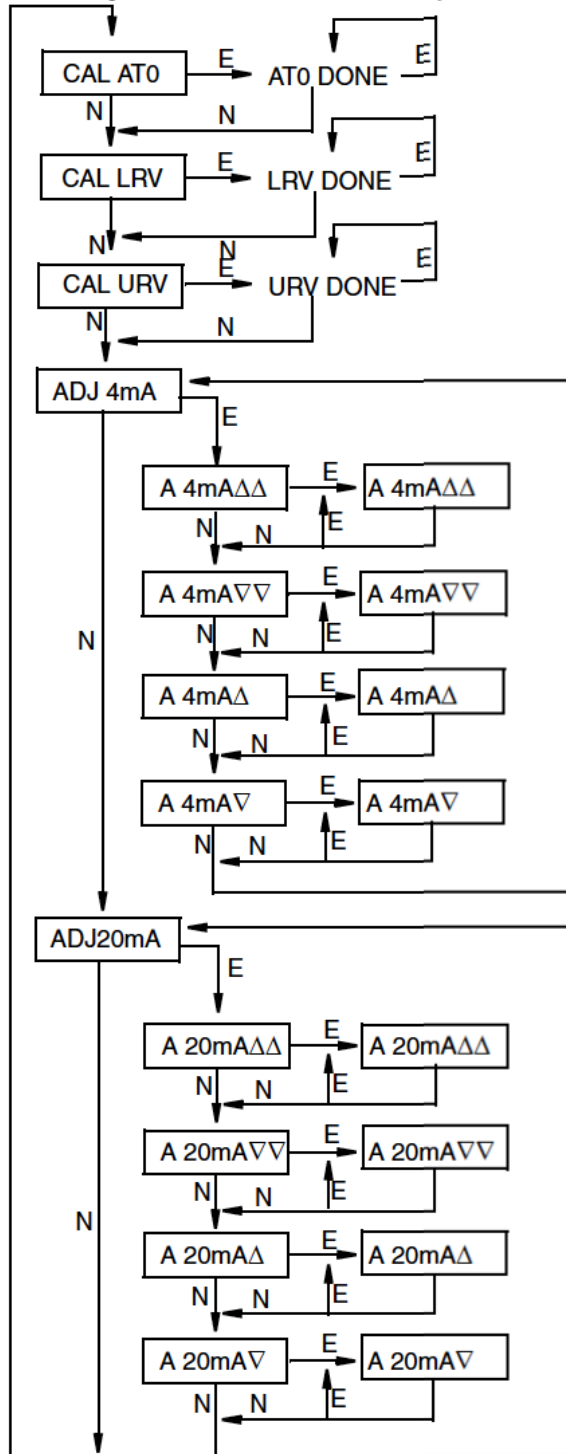 E
CAL AT0 E AT0 DONE
N N
E
CAL LRV E LRV DONE
N N
E
E
CAL URV URV DONE
N N
ADJ 4mA
E
A 4mA∆∆ E A 4mA∆∆
N N E
A 4mA∇∇ E A 4mA∇∇
N N E
N
A 4mA∆ E A 4mA∆
N N E
A 4mA∇ E A 4mA∇
N N E
ADJ20mA
E
A 20mA∆∆ E A 20mA∆∆
N N E
A 20mA∇∇ E A 20mA∇∇
N N E
N
A 20mA∆ E A 20mA∆
N N E
A 20mA∇ E A 20mA∇
N N E